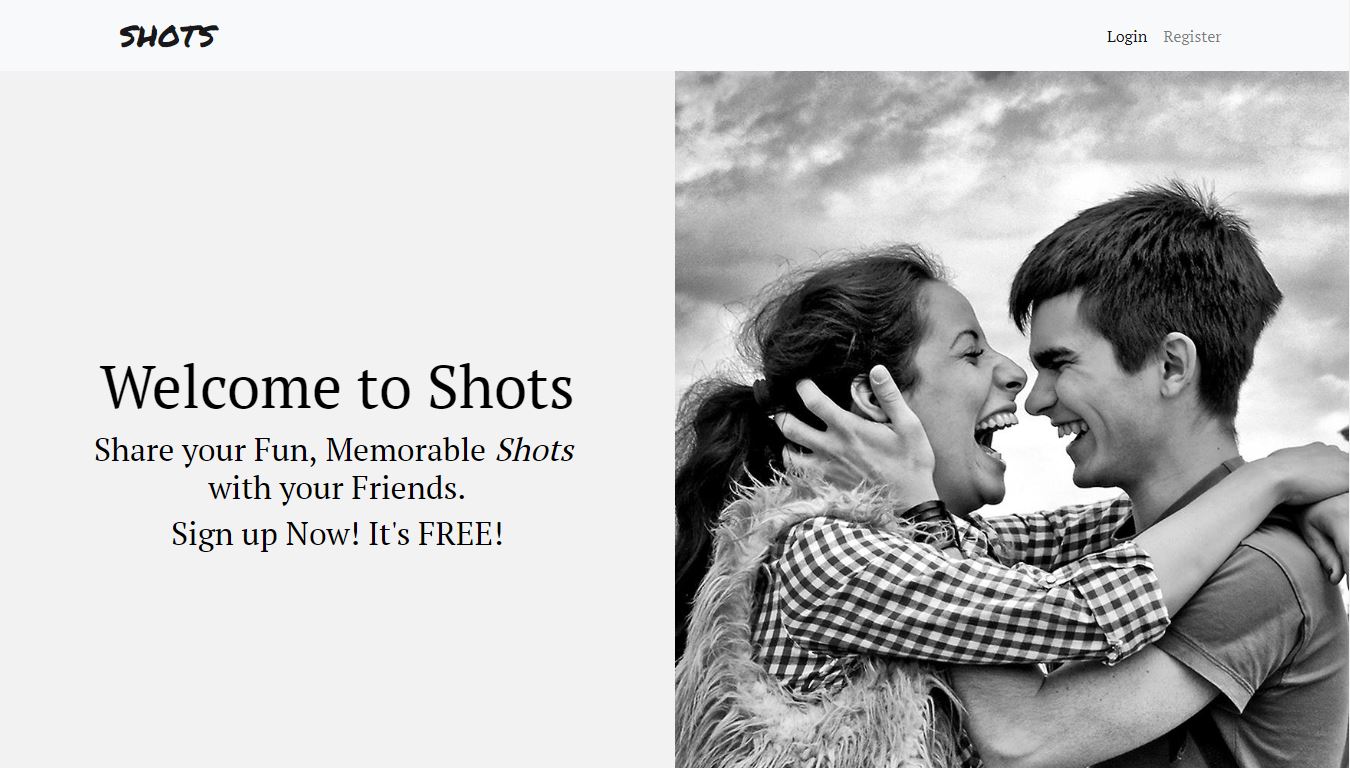 SHOTS
Login Register
Welcome to Shots
Share your Fun, Memorable Shots
with your Friends.
Sign up Now! It's FREE!